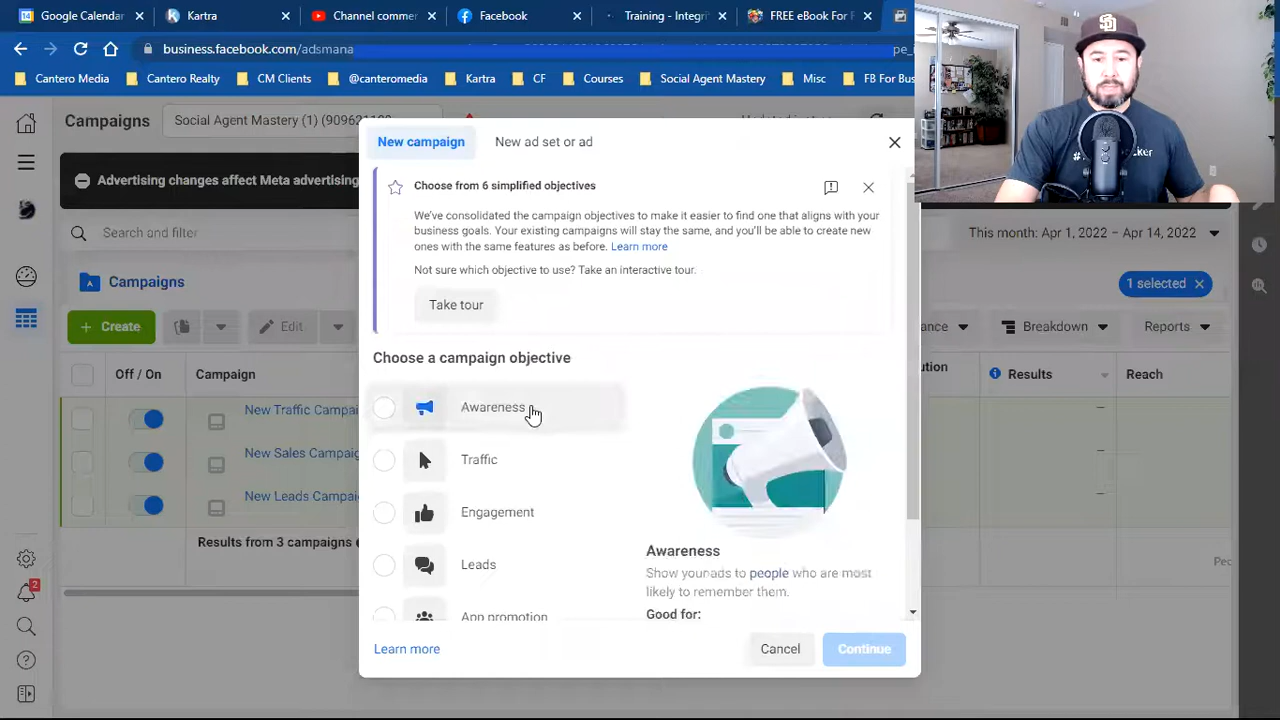 Google Calendar
Kartra
Channel commer
Facebook
Training - Integri
FREE eBook For F
business.facebook.com/adsmana
pe_i
Cantero Media
Cantero Realty
CM Clients
@canteromedia
Kartra
CF
Courses
Social Agent Mastery
Misc
FB For Bus
Campaigns
Social Agent Mastery (1)
New campaign
New ad set or ad
Advertising changes affect Meta advertising
Choose from 6 simplified objectives
We've consolidated the campaign objectives to make it easier to find one that aligns with your
business goals. Your existing campaigns will stay the same, and you'll be able to create new
ones with the same features as before. Learn more
Not sure which objective to use? Take an interactive tour.
Take tour
Search and filter
This month: Apr 1, 2022 – Apr 14, 2022
Campaigns
1 selected
+ Create
Edit
ance
Breakdown
Reports
Off / On
Campaign
ution
Results
Reach
New Traffic Campai
New Sales Campaig
New Leads Campai
Results from 3 campaigns
Peo
2
Choose a campaign objective
Awareness
Traffic
Engagement
Leads
App promotion
Awareness
Show your ads to people who are most
likely to remember them.
Good for:
Learn more
Cancel
Continue